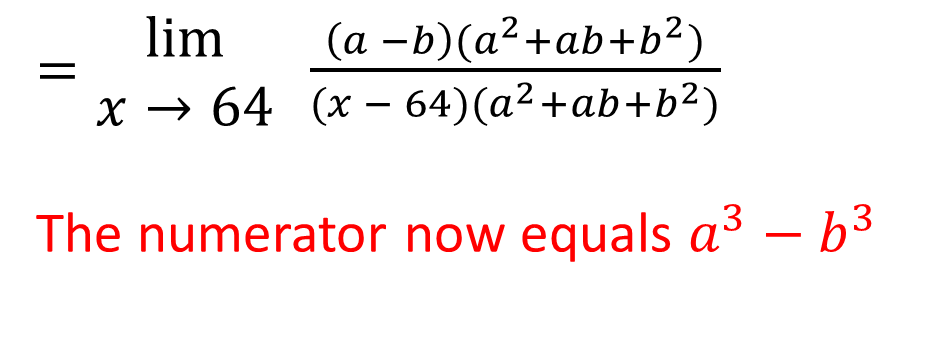 = lim x → 64 (a – b)(a²+ab+b²)
(x – 64)(a²+ab+b²)
The numerator now equals a³ – b³